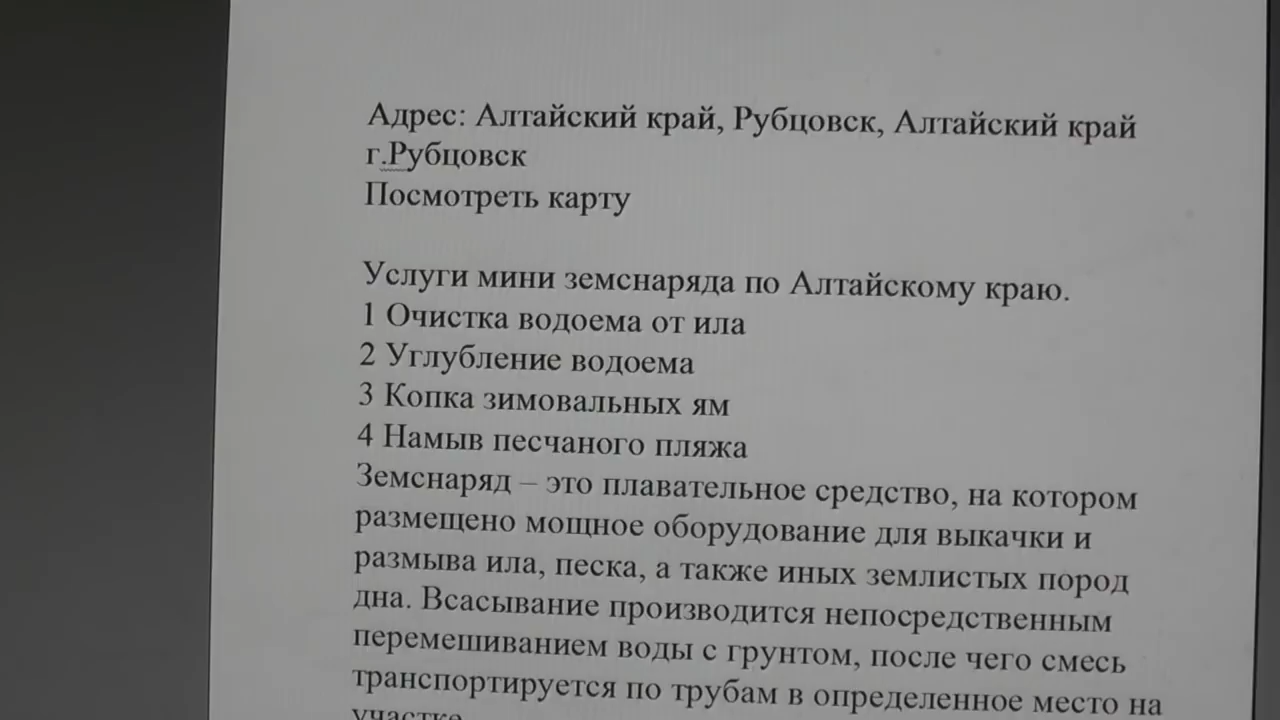 Адрес: Алтайский край, Рубцовск, Алтайский край
г.Рубцовск
Посмотреть карту
Услуги мини земснаряда по Алтайскому краю.
1 Очистка водоема от ила
2 Углубление водоема
3 Копка зимовальных ям
4 Намыв песчаного пляжа
Земснаряд – это плавательное средство, на котором
размещено мощное оборудование для выкачки и
размыва ила, песка, а также иных землистых пород
дна. Всасывание производится непосредственным
перемешиванием воды с грунтом, после чего смесь
транспортируется по трубам в определенное место на
участке